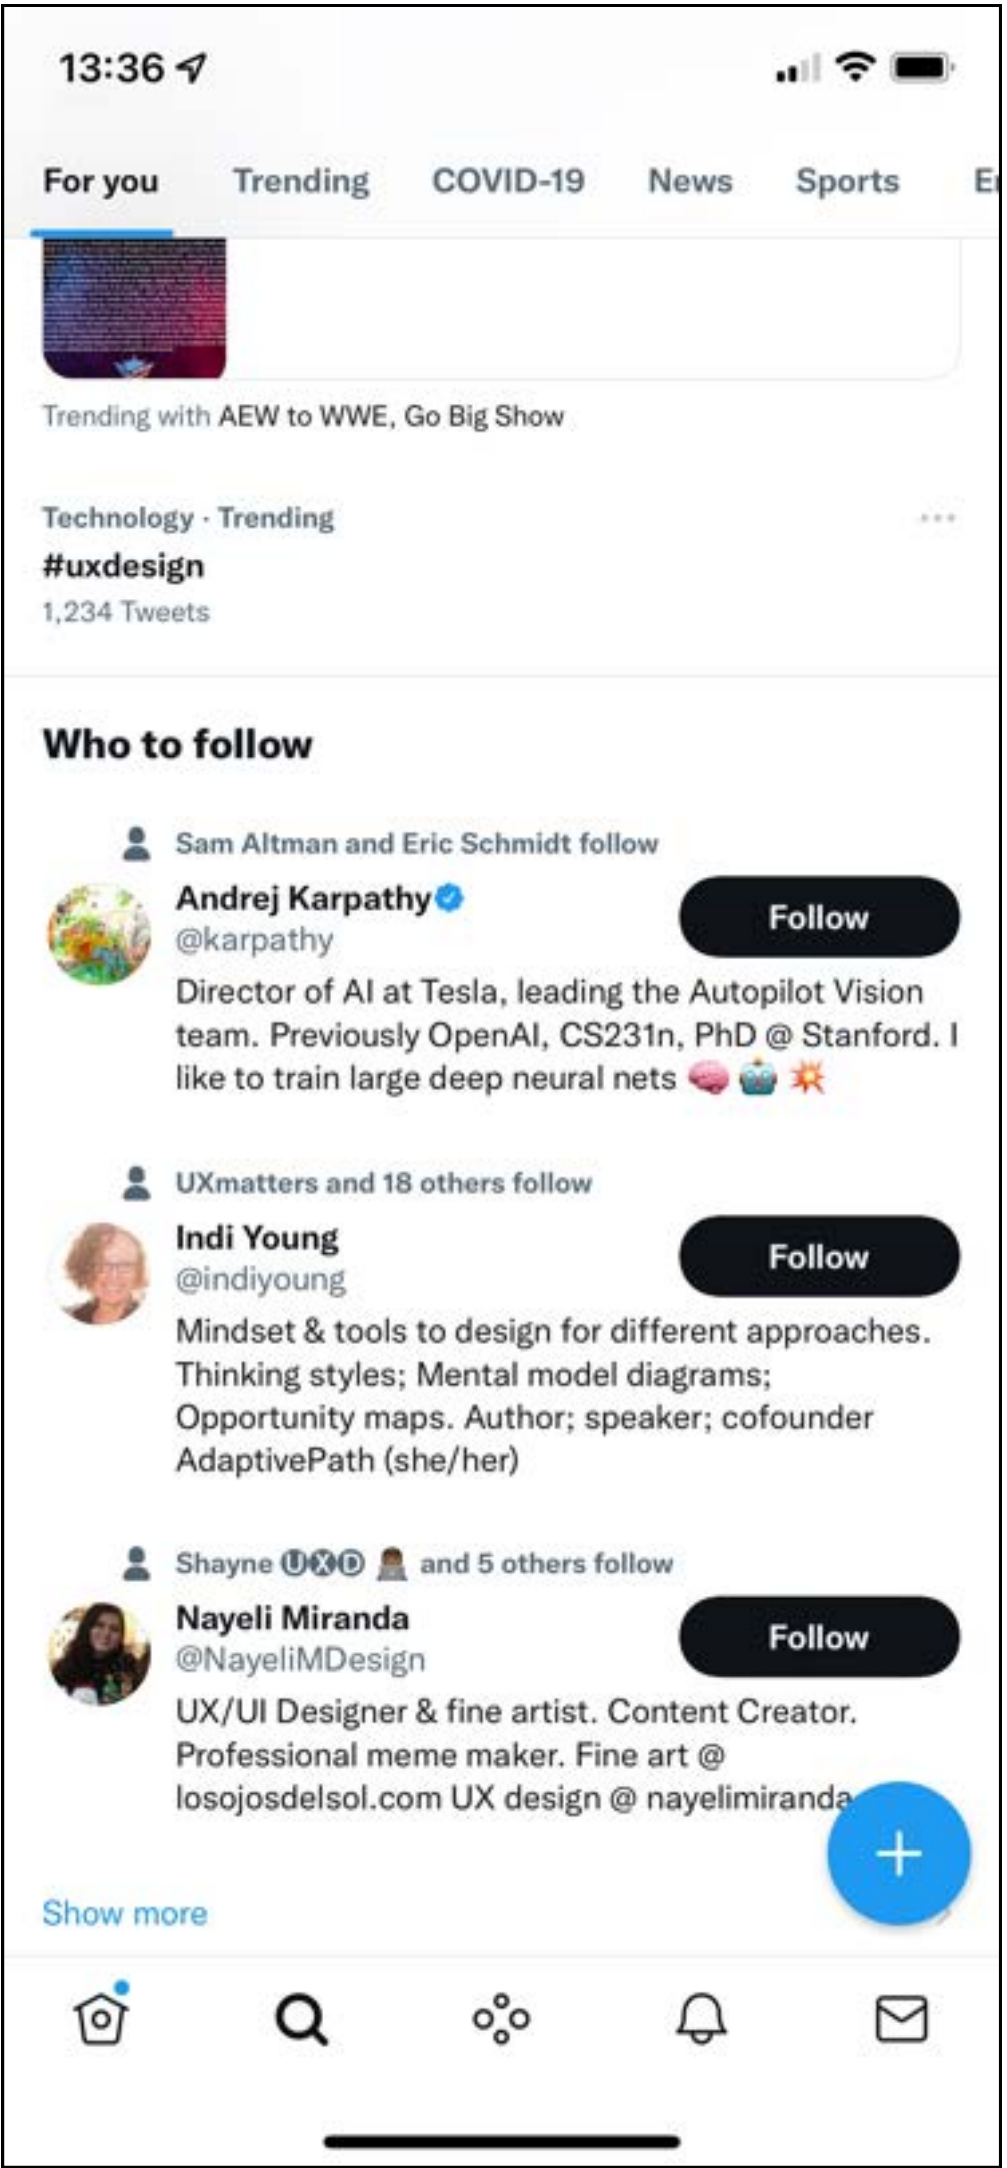 13:36
For you Trending COVID-19 News Sports
Trending with AEW to WWE, Go Big Show
Technology · Trending
#uxdesign
1,234 Tweets
Who to follow
Sam Altman and Eric Schmidt follow
Andrej Karpathy
@karpathy
Follow
Director of AI at Tesla, leading the Autopilot Vision
team. Previously OpenAI, CS231n, PhD @ Stanford. I
like to train large deep neural nets 🧠 🤖 💥
UXmatters and 18 others follow
Indi Young
@indiyoung
Follow
Mindset & tools to design for different approaches.
Thinking styles; Mental model diagrams;
Opportunity maps. Author; speaker; cofounder
AdaptivePath (she/her)
Shayne 🅤🅧🅓 👨🏾‍💻 and 5 others follow
Nayeli Miranda
@NayeliMDesign
Follow
UX/UI Designer & fine artist. Content Creator.
Professional meme maker. Fine art @
losojosdelsol.com UX design @ nayelimiranda
Show more